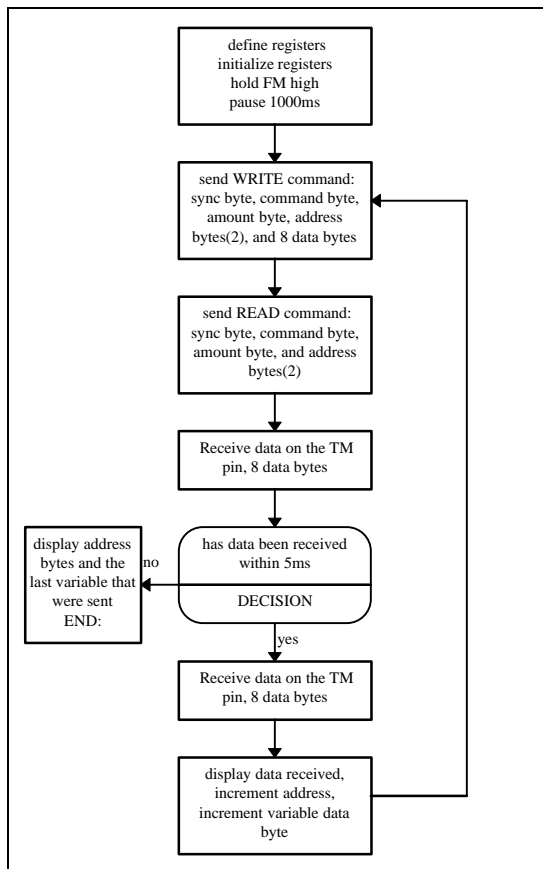 define registers
initialize registers
hold FM high
pause 1000ms
send WRITE command:
sync byte, command byte,
amount byte, address
bytes(2), and 8 data bytes
send READ command:
sync byte, command byte,
amount byte, and address
bytes(2)
Receive data on the TM
pin, 8 data bytes
has data been received
within 5ms
DECISION
no
display address
bytes and the
last variable that
were sent
END:
yes
Receive data on the TM
pin, 8 data bytes
display data received,
increment address,
increment variable data
byte